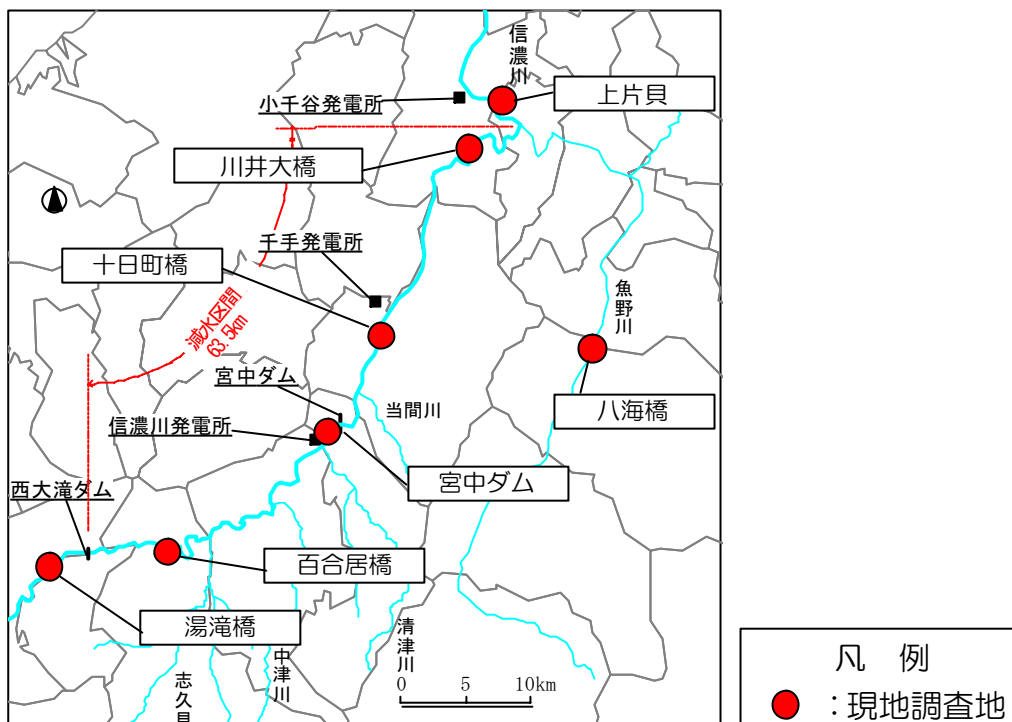 信濃川
上片貝
小千谷発電所
川井大橋
千手発電所
十日町橋
魚野川
減水区間
63.5km
宮中ダム
当間川
八海橋
信濃川発電所
宮中ダム
西大滝ダム
百合居橋
湯滝橋
清津川
中津川
志久見
0 5 10km
凡 例
：現地調査地